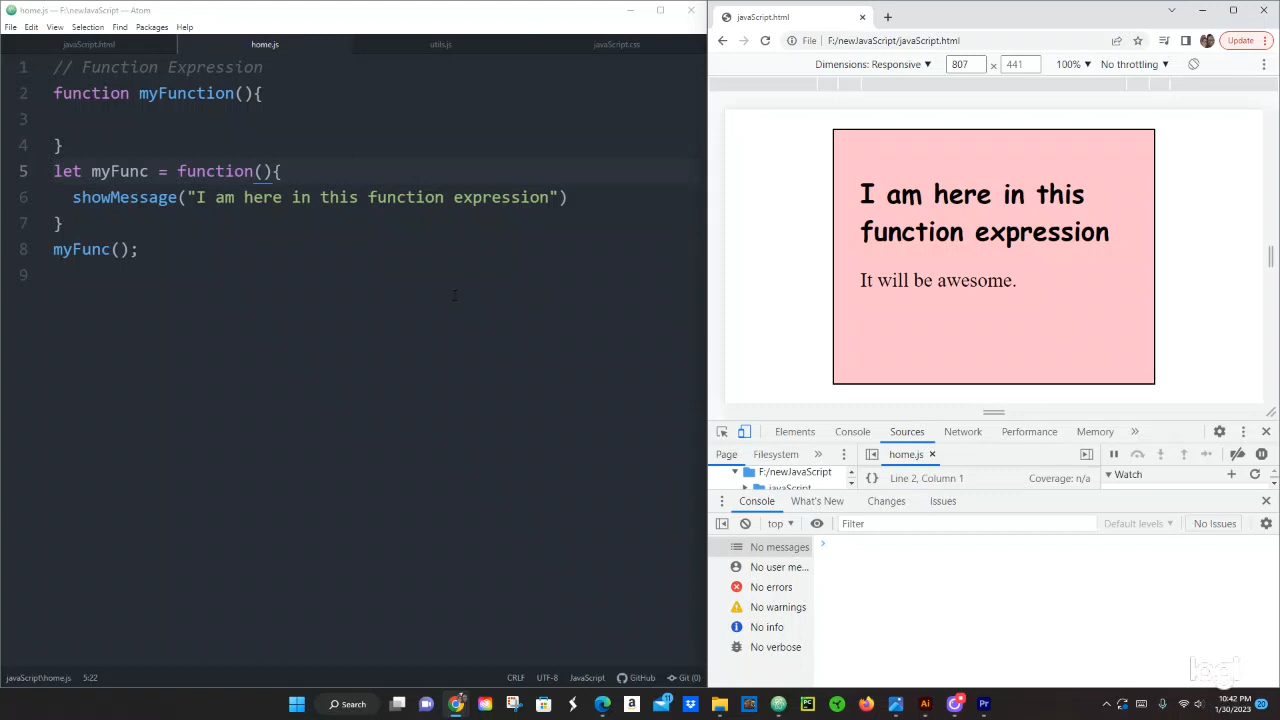 home.js — F:\newJavaScript — Atom
File Edit View Selection Find Packages Help
javaScript.html
home.js
utils.js
javaScript.css
1 // Function Expression
2 function myFunction(){
3
4 }
5 let myFunc = function(){
6 showMessage("I am here in this function expression")
7 }
8 myFunc();
9
javaScript\home.js 5:22
CRLF UTF-8 JavaScript GitHub Git (0)
javaScript.html
File F:/newJavaScript/javaScript.html
Update
Dimensions: Responsive 807 × 441 100% No throttling
I am here in this
function expression
It will be awesome.
Elements Console Sources Network Performance Memory
Page Filesystem home.js
F:/newJavaScript
javaScript
{} Line 2, Column 1 Coverage: n/a
Watch
Console What's New Changes Issues
top Filter Default levels No Issues
No messages
No user me...
No errors
No warnings
No info
No verbose
Search
11
10:42 PM
1/30/2023
20